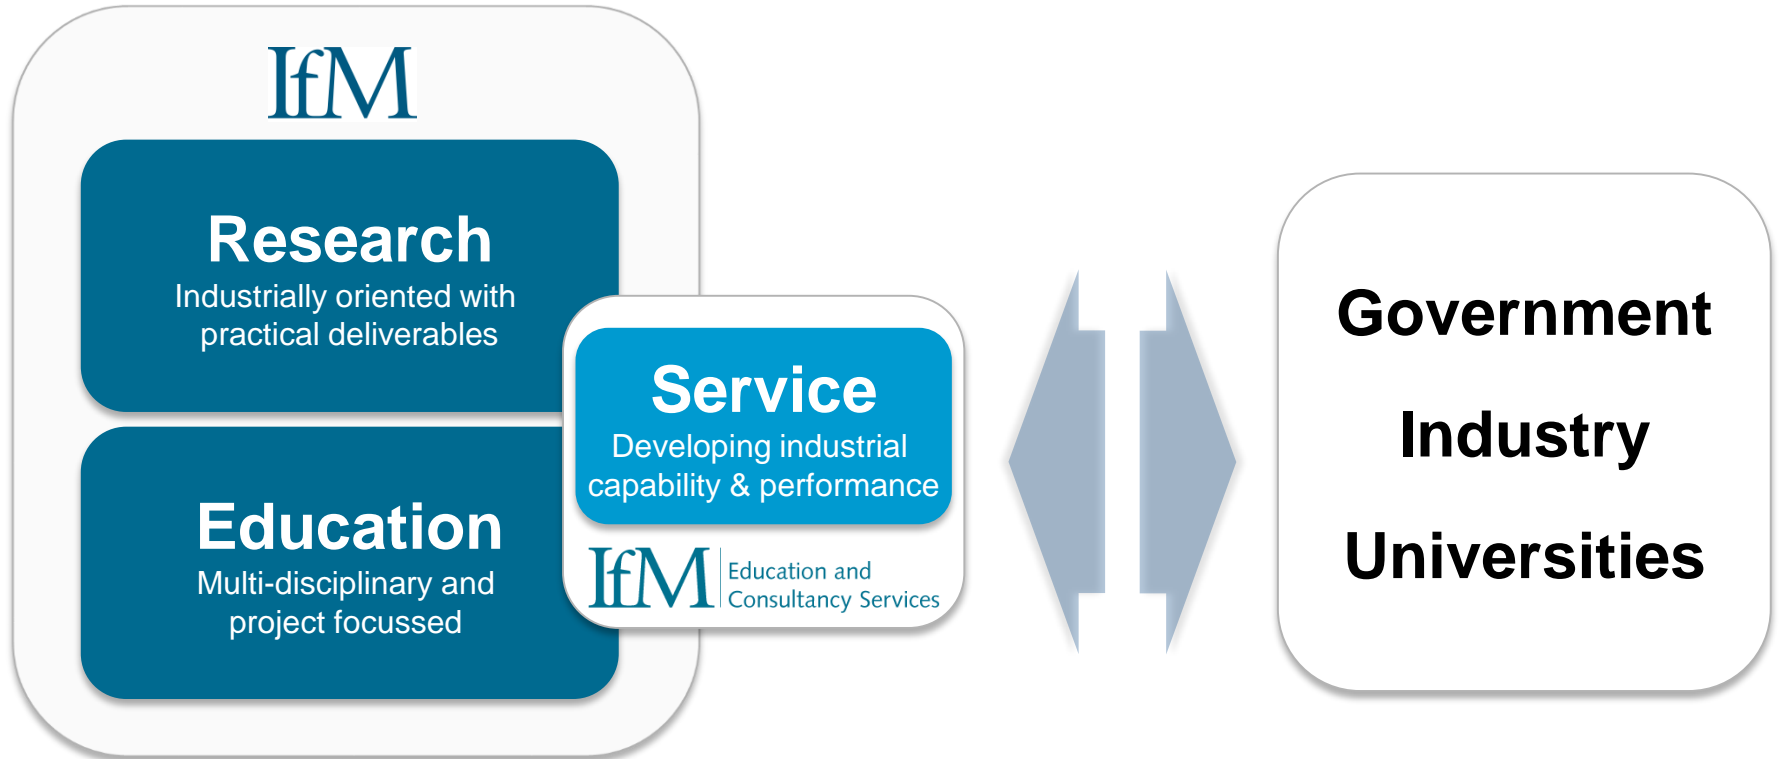 IfM
Research
Industrially oriented with
practical deliverables
Education
Multi-disciplinary and
project focussed
Service
Developing industrial
capability & performance
IfM
Education and
Consultancy Services
Government
Industry
Universities